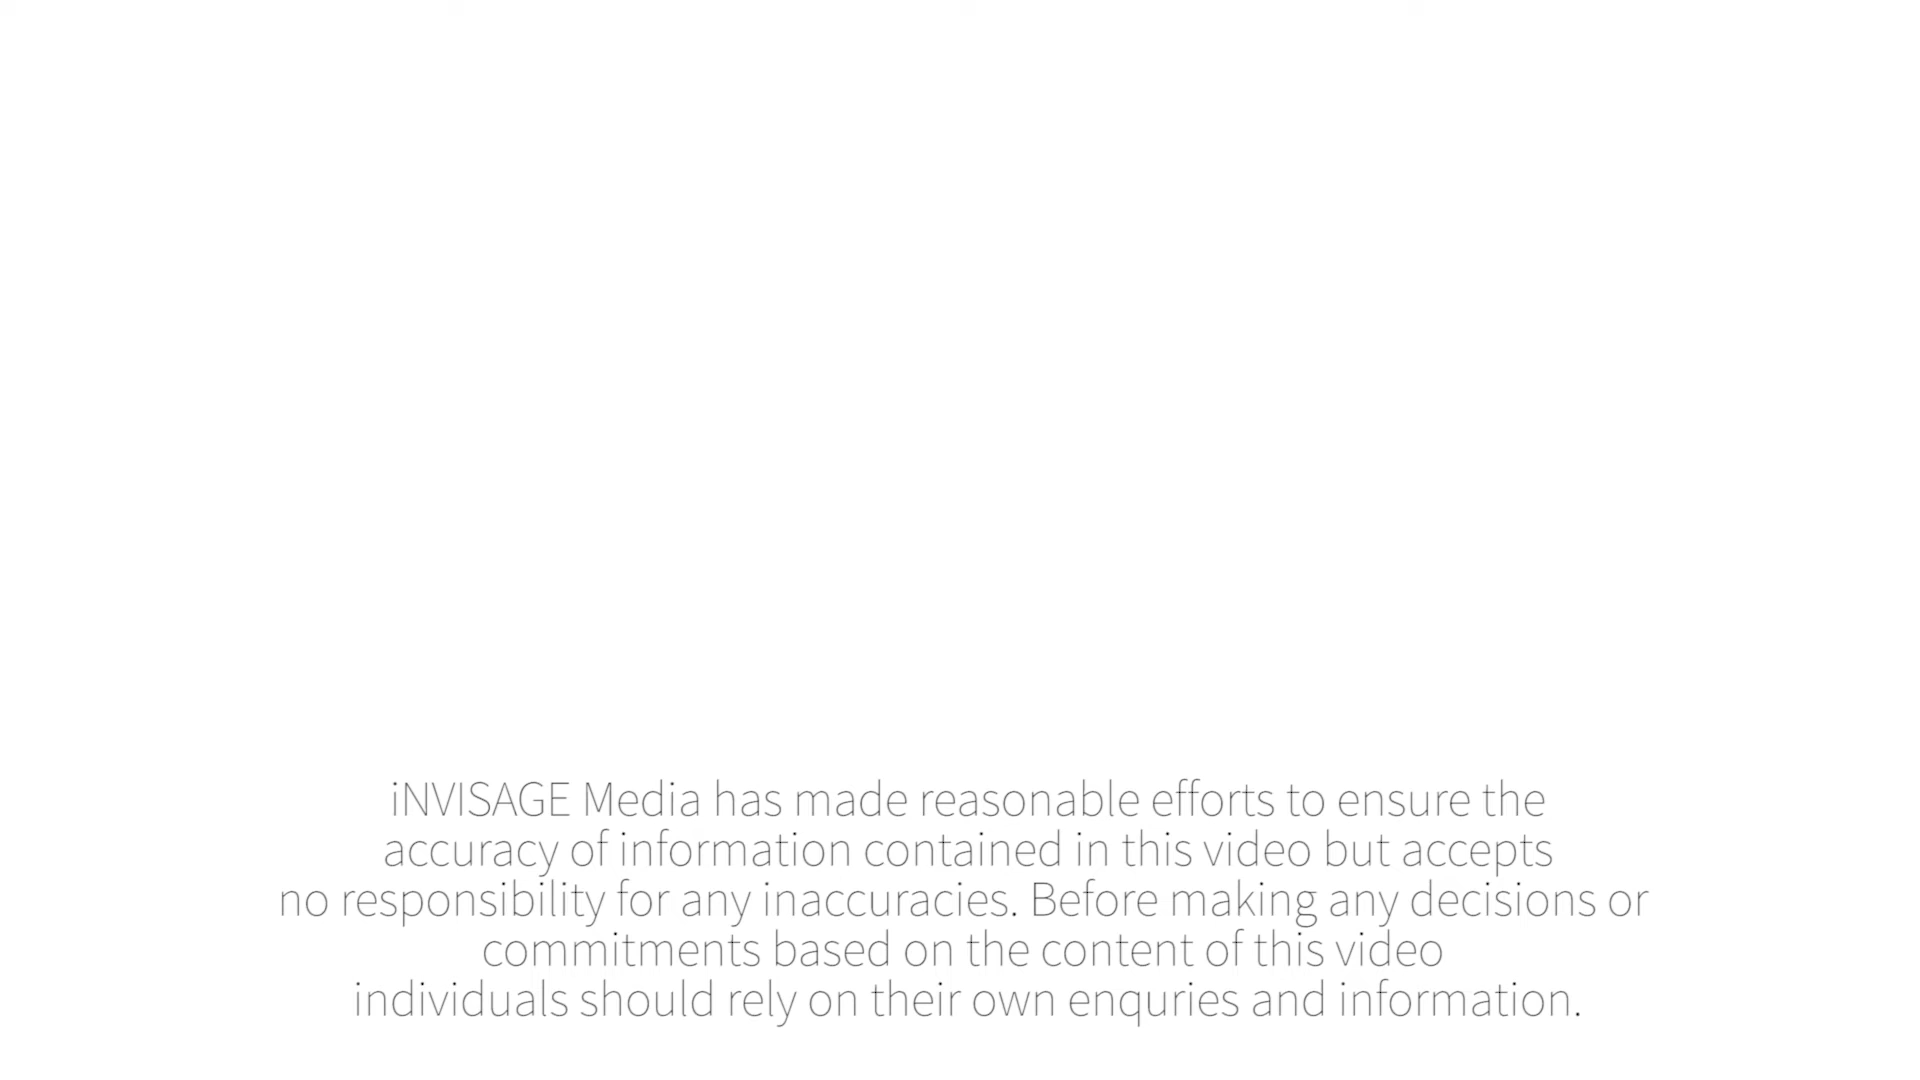 iNVISAGE Media has made reasonable efforts to ensure the
accuracy of information contained in this video but accepts
no responsibility for any inaccuracies. Before making any decisions or
commitments based on the content of this video
individuals should rely on their own enquries and information.